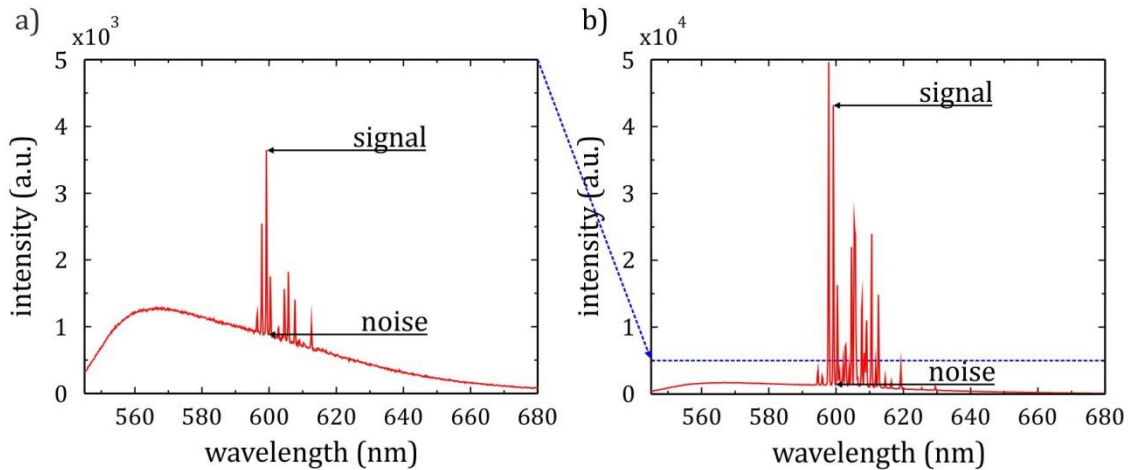 a)
x10³
5
4
3
2
1
0
intensity (a.u.)
signal
noise
560 580 600 620 640 660 680
wavelength (nm)
b)
x10⁴
5
4
3
2
1
0
intensity (a.u.)
signal
noise
560 580 600 620 640 660 680
wavelength (nm)